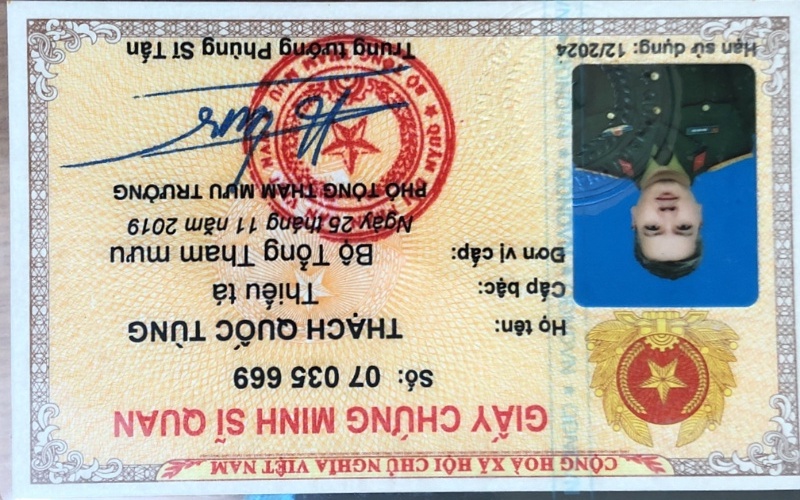 CỘNG HOÀ XÃ HỘI CHỦ NGHĨA VIỆT NAM
GIẤY CHỨNG MINH SĨ QUAN
Số: 07 035 669
Họ tên: THẠCH QUỐC TÙNG
Cấp bậc: Thiếu tá
Đơn vị cấp: Bộ Tổng Tham mưu
Ngày 25 tháng 11 năm 2019
PHÓ TỔNG THAM MƯU TRƯỞNG
Trung tướng Phùng Sĩ Tấn
Hạn sử dụng: 12/2024